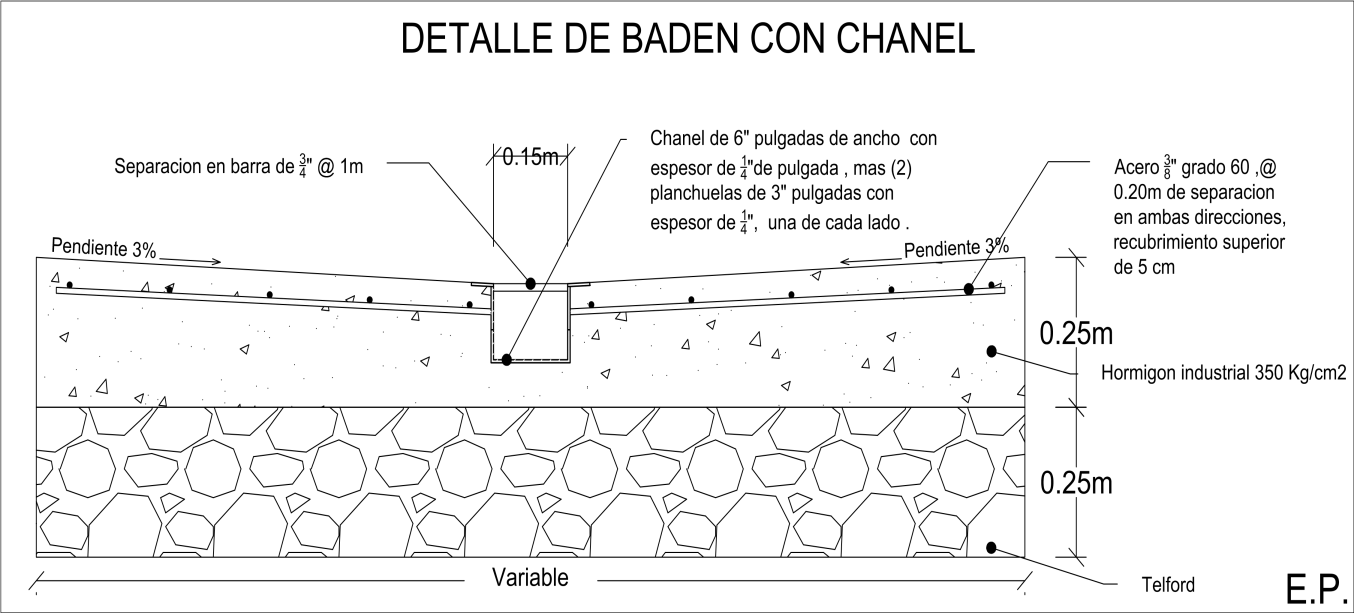 DETALLE DE BADEN CON CHANEL
Separacion en barra de 3/4" @ 1m
0.15m
Chanel de 6" pulgadas de ancho con
espesor de 1/4"de pulgada , mas (2)
planchuelas de 3" pulgadas con
espesor de 1/4", una de cada lado .
Acero 3/8" grado 60 ,@
0.20m de separacion
en ambas direcciones,
recubrimiento superior
de 5 cm
Pendiente 3%
Pendiente 3%
0.25m
Hormigon industrial 350 Kg/cm2
0.25m
Variable
Telford
E.P.